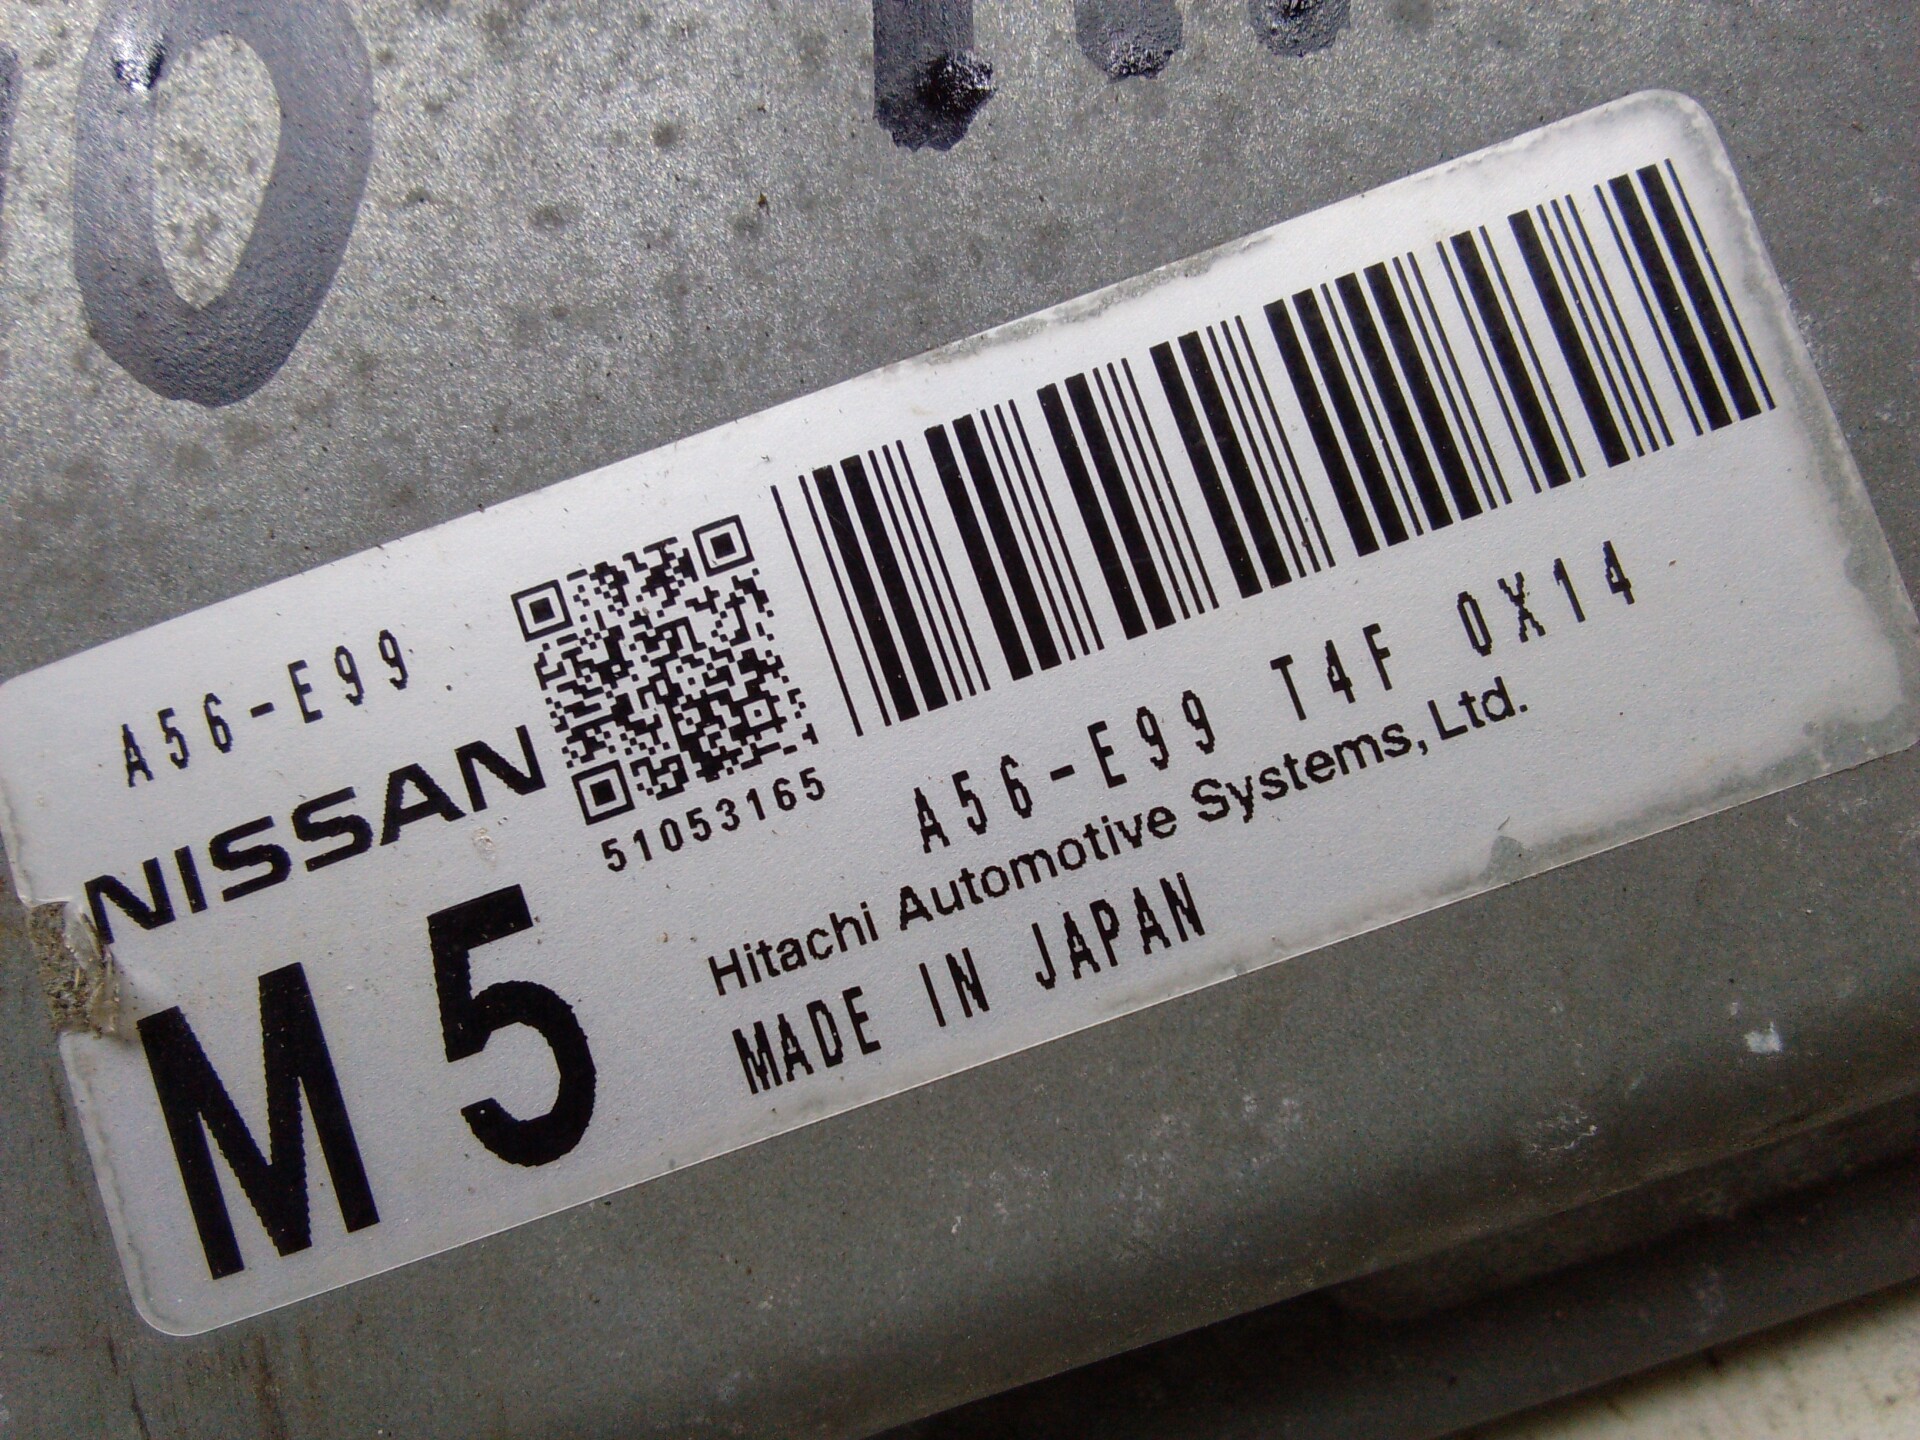 A56-E99
NISSAN
51053165
M5
A56-E99 T4F 0X14
Hitachi Automotive Systems, Ltd.
MADE IN JAPAN